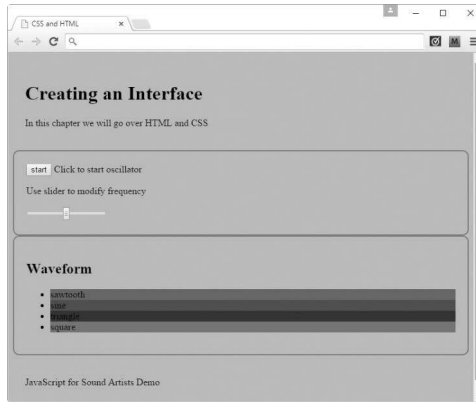 CSS and HTML
Creating an Interface
In this chapter we will go over HTML and CSS
start Click to start oscillator
Use slider to modify frequency
Waveform
sawtooth
sine
triangle
square
JavaScript for Sound Artists Demo